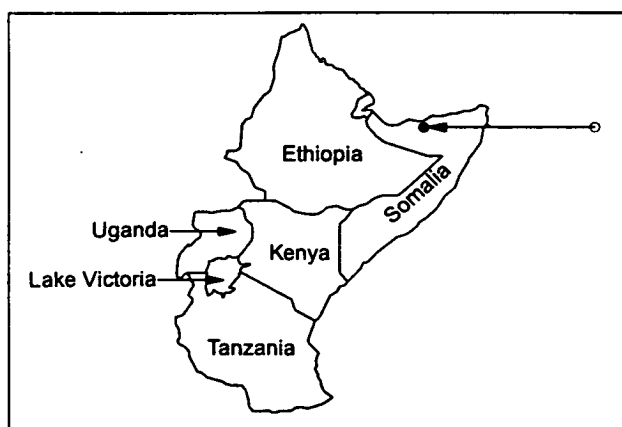 Ethiopia
Somalia
Uganda
Kenya
Lake Victoria
Tanzania